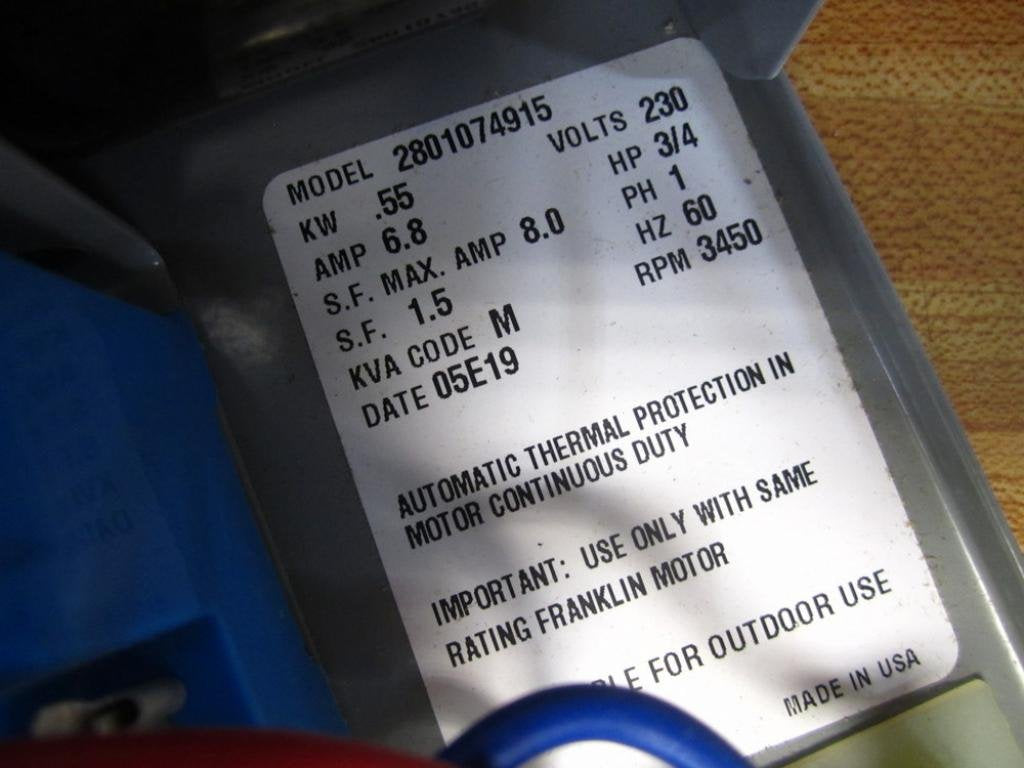 MODEL 2801074915
KW .55 VOLTS 230
AMP 6.8 HP 3/4
S.F. MAX. AMP 8.0 PH 1
S.F. 1.5 HZ 60
KVA CODE M RPM 3450
DATE 05E19
AUTOMATIC THERMAL PROTECTION IN
MOTOR CONTINUOUS DUTY
IMPORTANT: USE ONLY WITH SAME
RATING FRANKLIN MOTOR
FOR OUTDOOR USE
MADE IN USA